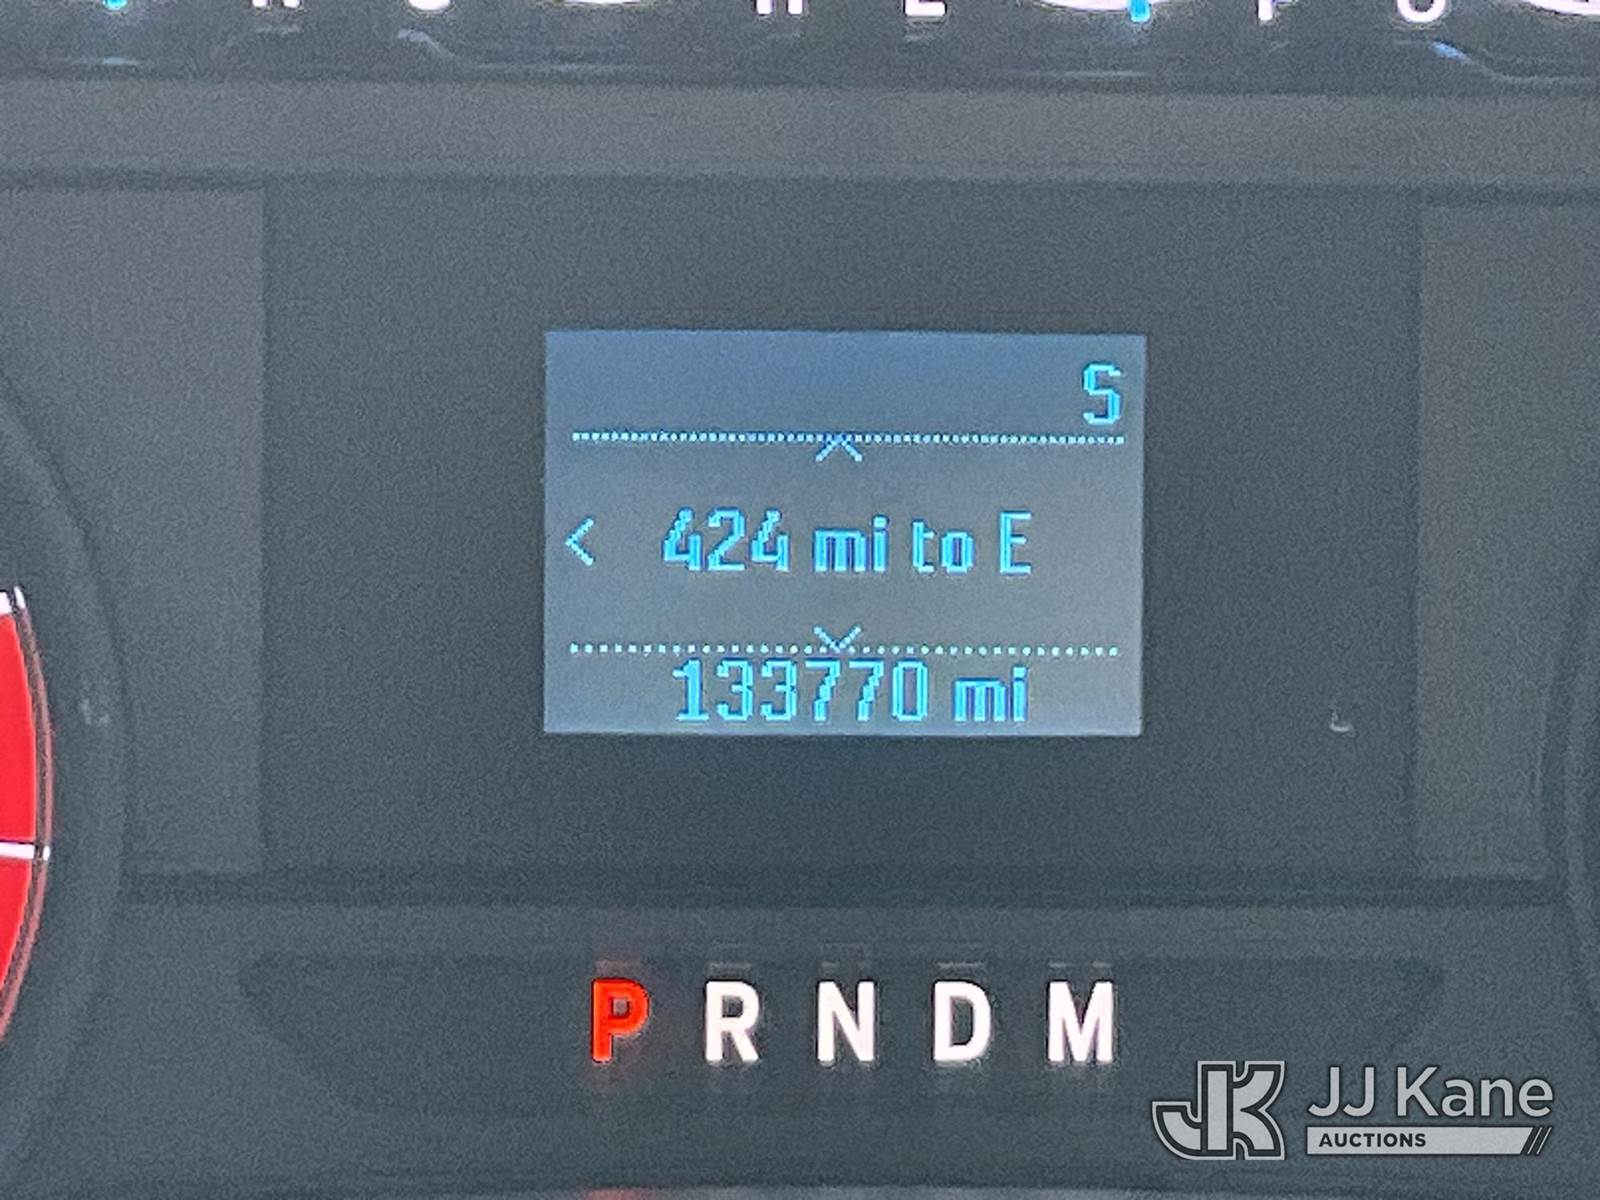 S
424 mi to E
133770 mi
P R N D M
JJ Kane
AUCTIONS